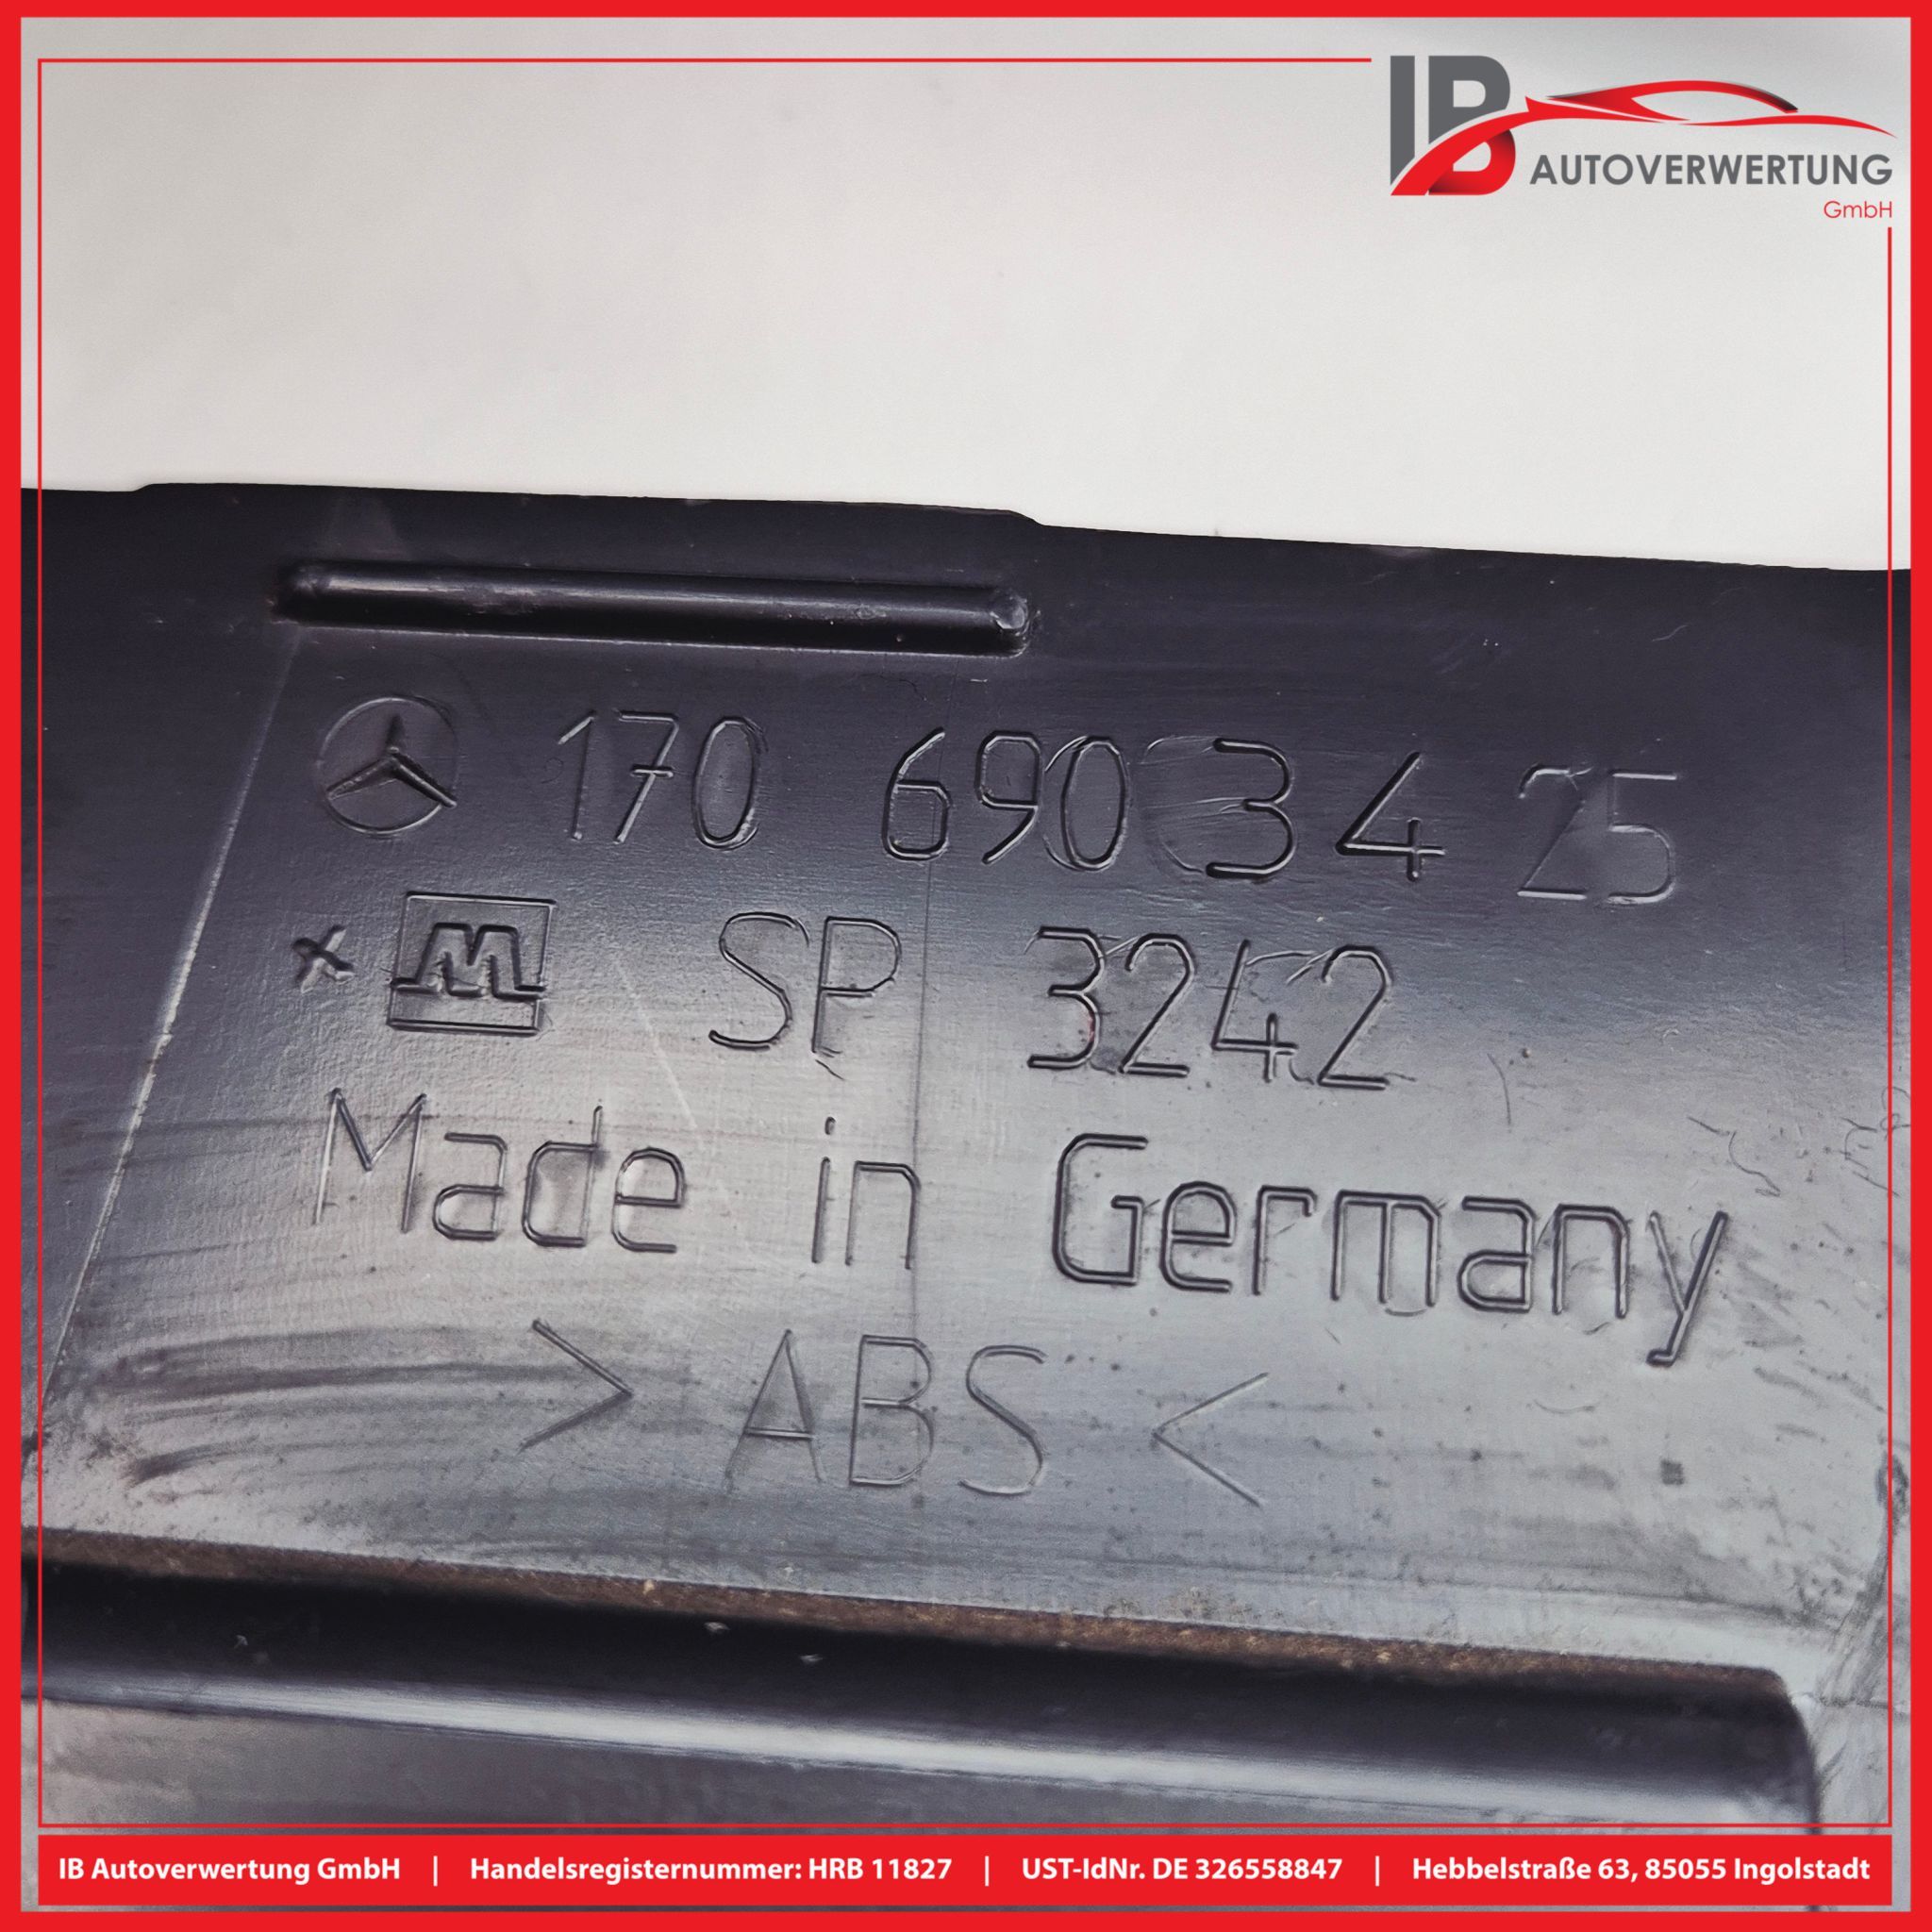 IB
AUTOVERWERTUNG
GmbH
170 690 34 25
x M SP 3242
Made in Germany
> ABS <
IB Autoverwertung GmbH | Handelsregisternummer: HRB 11827 | UST-IdNr. DE 326558847 | Hebbelstraße 63, 85055 Ingolstadt